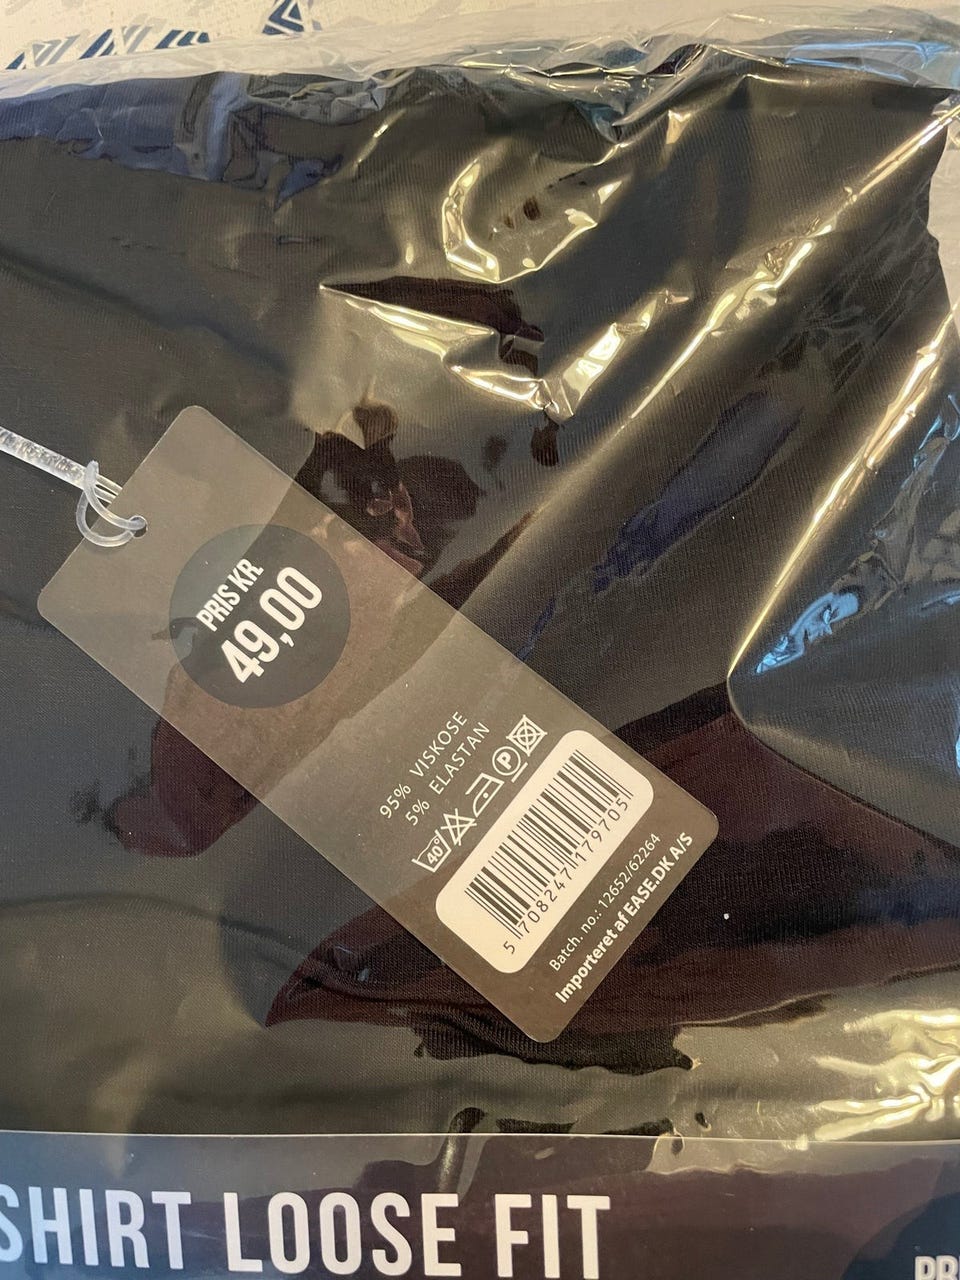 PRIS KR.
49,00
95% VISKOSE
5% ELASTAN
40°
P
5 708247 179705
Batch. no.: 12652/62264
Importeret af EASE.DK A/S
SHIRT LOOSE FIT